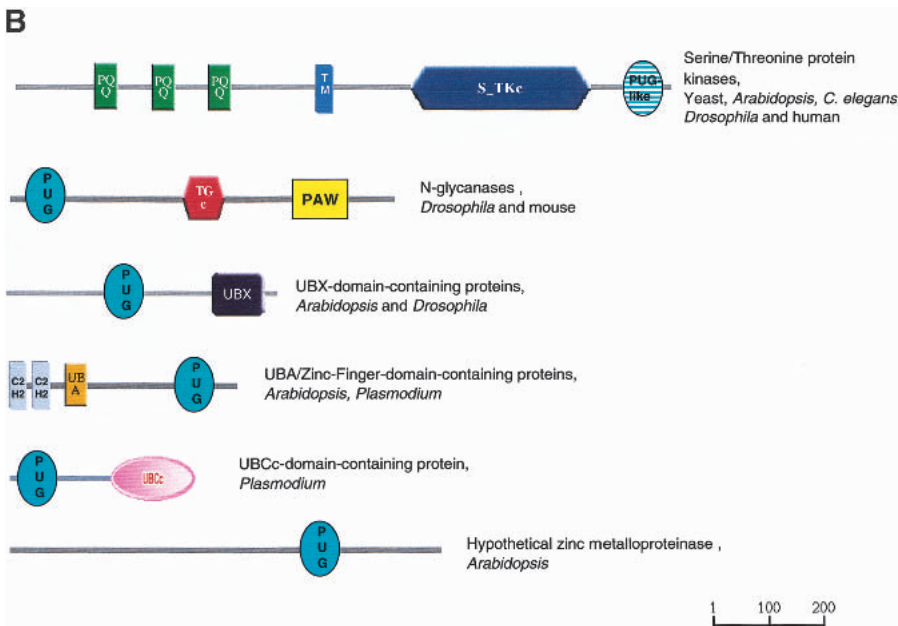 B
PQ Q
PQ Q
PQ Q
T M
S_TKc
PUG like
Serine/Threonine protein
kinases,
Yeast, Arabidopsis, C. elegans,
Drosophila and human
P U G
TG c
PAW
N-glycanases ,
Drosophila and mouse
P U G
UBX
UBX-domain-containing proteins,
Arabidopsis and Drosophila
C2 H2
C2 H2
UB A
P U G
UBA/Zinc-Finger-domain-containing proteins,
Arabidopsis, Plasmodium
P U G
UBCc
UBCc-domain-containing protein,
Plasmodium
P U G
Hypothetical zinc metalloproteinase ,
Arabidopsis
1 100 200